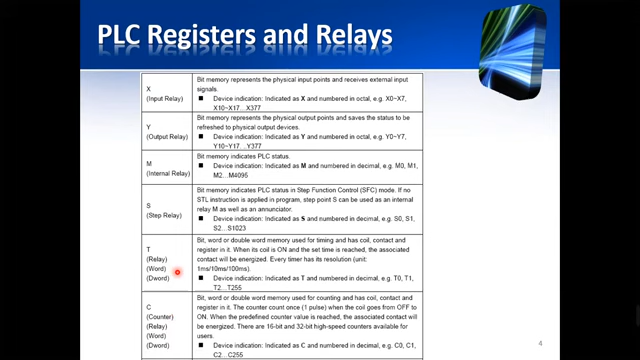 PLC Registers and Relays
X
(Input Relay)
Bit memory represents the physical input points and receives external input
signals.
■ Device indication: Indicated as X and numbered in octal, e.g. X0~X7,
X10~X17…X377
Y
(Output Relay)
Bit memory represents the physical output points and saves the status to be
refreshed to physical output devices.
■ Device indication: Indicated as Y and numbered in octal, e.g. Y0~Y7,
Y10~Y17…Y377
M
(Internal Relay)
Bit memory indicates PLC status.
■ Device indication: Indicated as M and numbered in decimal, e.g. M0, M1,
M2…M4095
S
(Step Relay)
Bit memory indicates PLC status in Step Function Control (SFC) mode. If no
STL instruction is applied in program, step point S can be used as an internal
relay M as well as an annunciator.
■ Device indication: Indicated as S and numbered in decimal, e.g. S0, S1,
S2…S1023
T
(Relay)
(Word)
(Dword)
Bit, word or double word memory used for timing and has coil, contact and
register in it. When its coil is ON and the set time is reached, the associated
contact will be energized. Every timer has its resolution (unit:
1ms/10ms/100ms).
■ Device indication: Indicated as T and numbered in decimal, e.g. T0, T1,
T2…T255
C
(Counter)
(Relay)
(Word)
(Dword)
Bit, word or double word memory used for counting and has coil, contact and
register in it. The counter count once (1 pulse) when the coil goes from OFF to
ON. When the predefined counter value is reached, the associated contact will
be energized. There are 16-bit and 32-bit high-speed counters available for
users.
■ Device indication: Indicated as C and numbered in decimal, e.g. C0, C1,
C2…C255
4